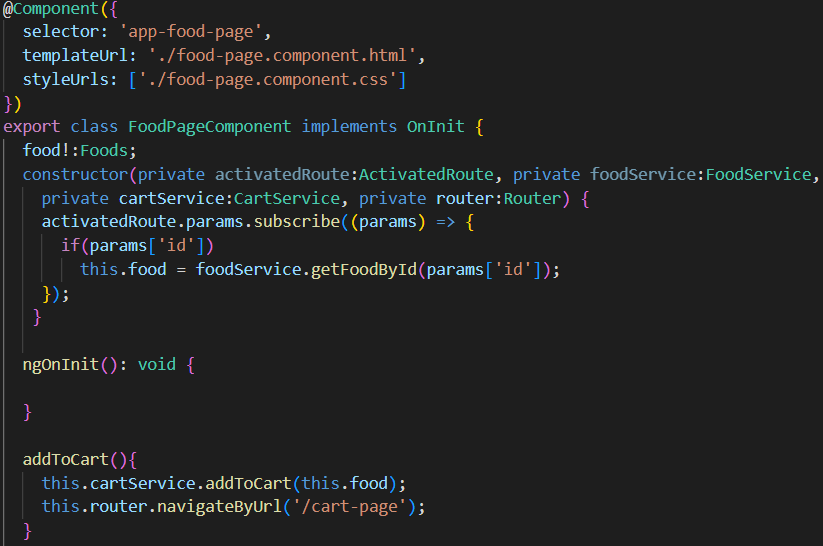 @Component({
  selector: 'app-food-page',
  templateUrl: './food-page.component.html',
  styleUrls: ['./food-page.component.css']
})
export class FoodPageComponent implements OnInit {
  food!:Foods;
  constructor(private activatedRoute:ActivatedRoute, private foodService:FoodService,
    private cartService:CartService, private router:Router) {
    activatedRoute.params.subscribe((params) => {
      if(params['id'])
        this.food = foodService.getFoodById(params['id']);
    });
   }
  ngOnInit(): void {
  }
  addToCart(){
    this.cartService.addToCart(this.food);
    this.router.navigateByUrl('/cart-page');
  }